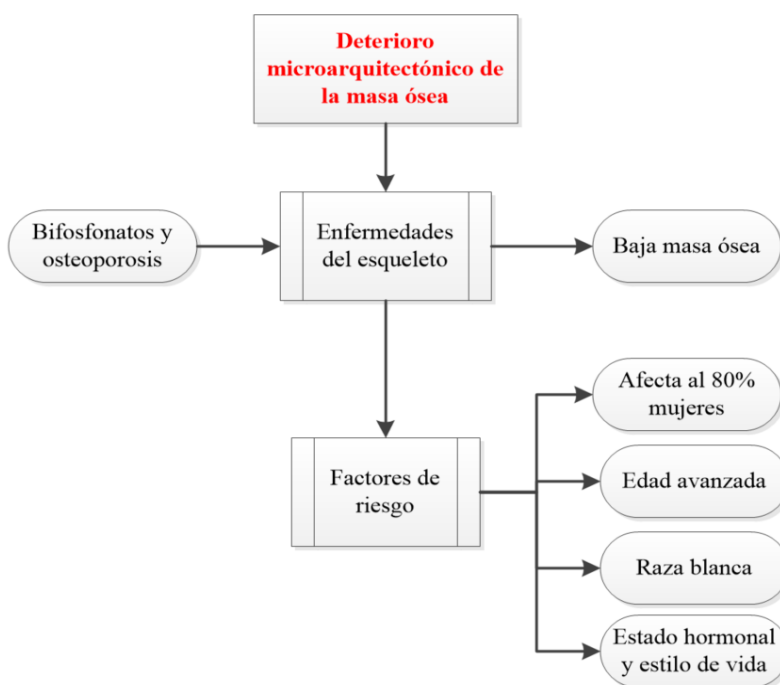 Deterioro
microarquitectónico de
la masa ósea
Bifosfonatos y
osteoporosis
Enfermedades
del esqueleto
Baja masa ósea
Factores de
riesgo
Afecta al 80%
mujeres
Edad avanzada
Raza blanca
Estado hormonal
y estilo de vida